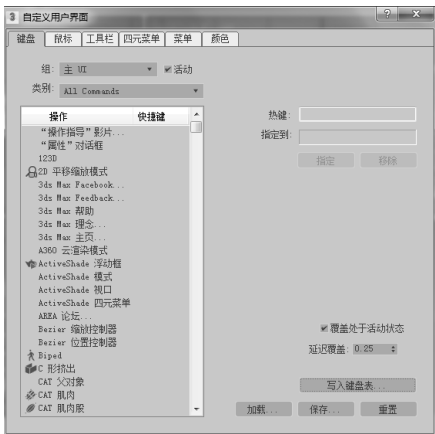 3 自定义用户界面
键盘 鼠标 工具栏 四元菜单 菜单 颜色
组: 主 UI 活动
类别: All Commands
操作 快捷键
热键:
“操作指导”影片...
指定到:
“属性”对话框
123D
指定 移除
2D 平移缩放模式
3ds Max Facebook...
3ds Max Feedback...
3ds Max 帮助
3ds Max 理念...
3ds Max 主页...
A360 云渲染模式
ActiveShade 浮动框
ActiveShade 模式
ActiveShade 视口
ActiveShade 四元菜单
AREA 论坛...
Bezier 缩放控制器
覆盖处于活动状态
Bezier 位置控制器
延迟覆盖: 0.25
Biped
C 形挤出
CAT 父对象
写入键盘表...
CAT 肌肉
CAT 肌肉股
加载... 保存... 重置